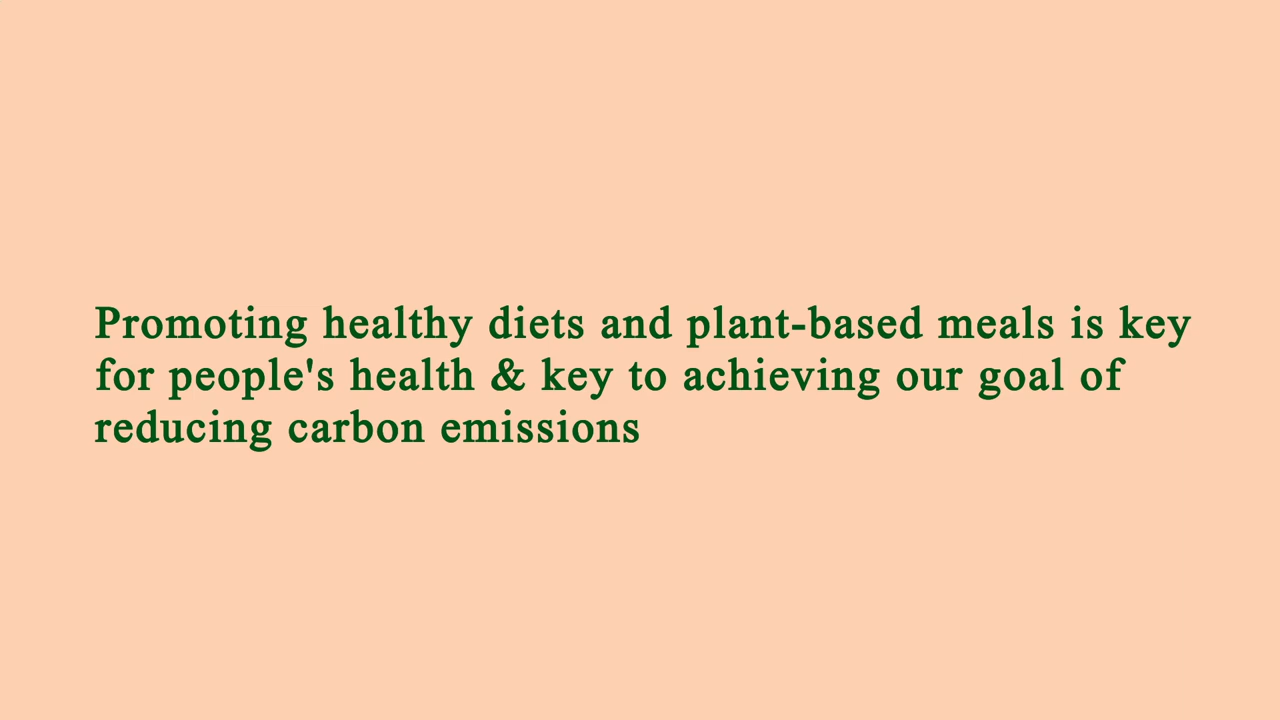 Promoting healthy diets and plant-based meals is key
for people's health & key to achieving our goal of
reducing carbon emissions